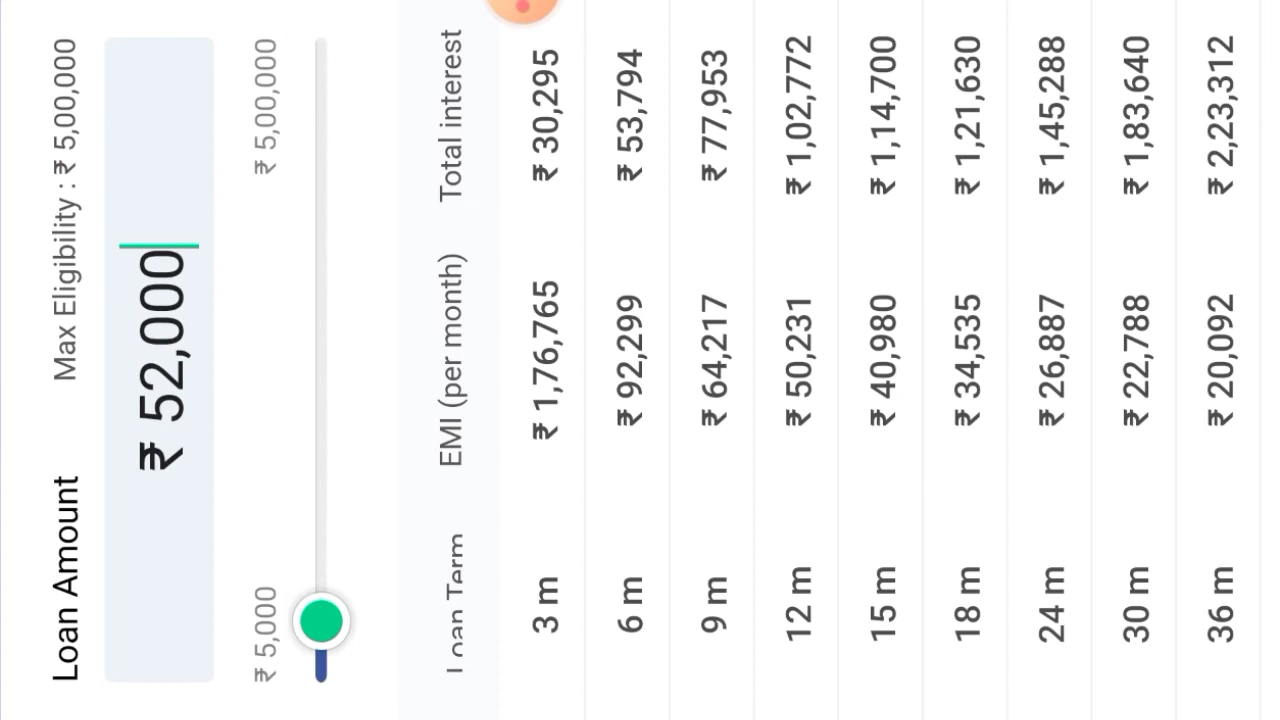 Loan Amount Max Eligibility : ₹ 5,00,000
₹ 52,000
₹ 5,000 ₹ 5,00,000
Loan Term EMI (per month) Total interest
3 m ₹ 1,76,765 ₹ 30,295
6 m ₹ 92,299 ₹ 53,794
9 m ₹ 64,217 ₹ 77,953
12 m ₹ 50,231 ₹ 1,02,772
15 m ₹ 40,980 ₹ 1,14,700
18 m ₹ 34,535 ₹ 1,21,630
24 m ₹ 26,887 ₹ 1,45,288
30 m ₹ 22,788 ₹ 1,83,640
36 m ₹ 20,092 ₹ 2,23,312